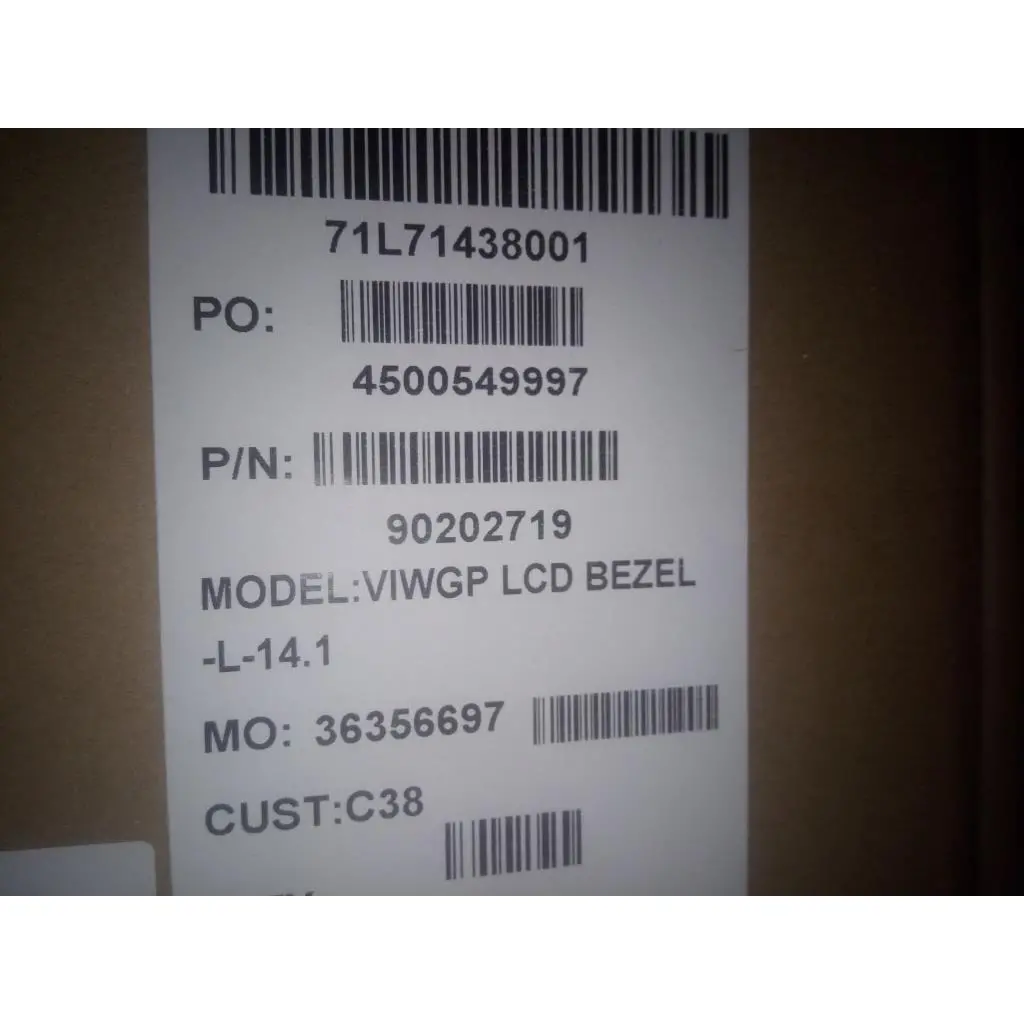 71L71438001
PO:
4500549997
P/N:
90202719
MODEL:VIWGP LCD BEZEL
-L-14.1
MO: 36356697
CUST:C38